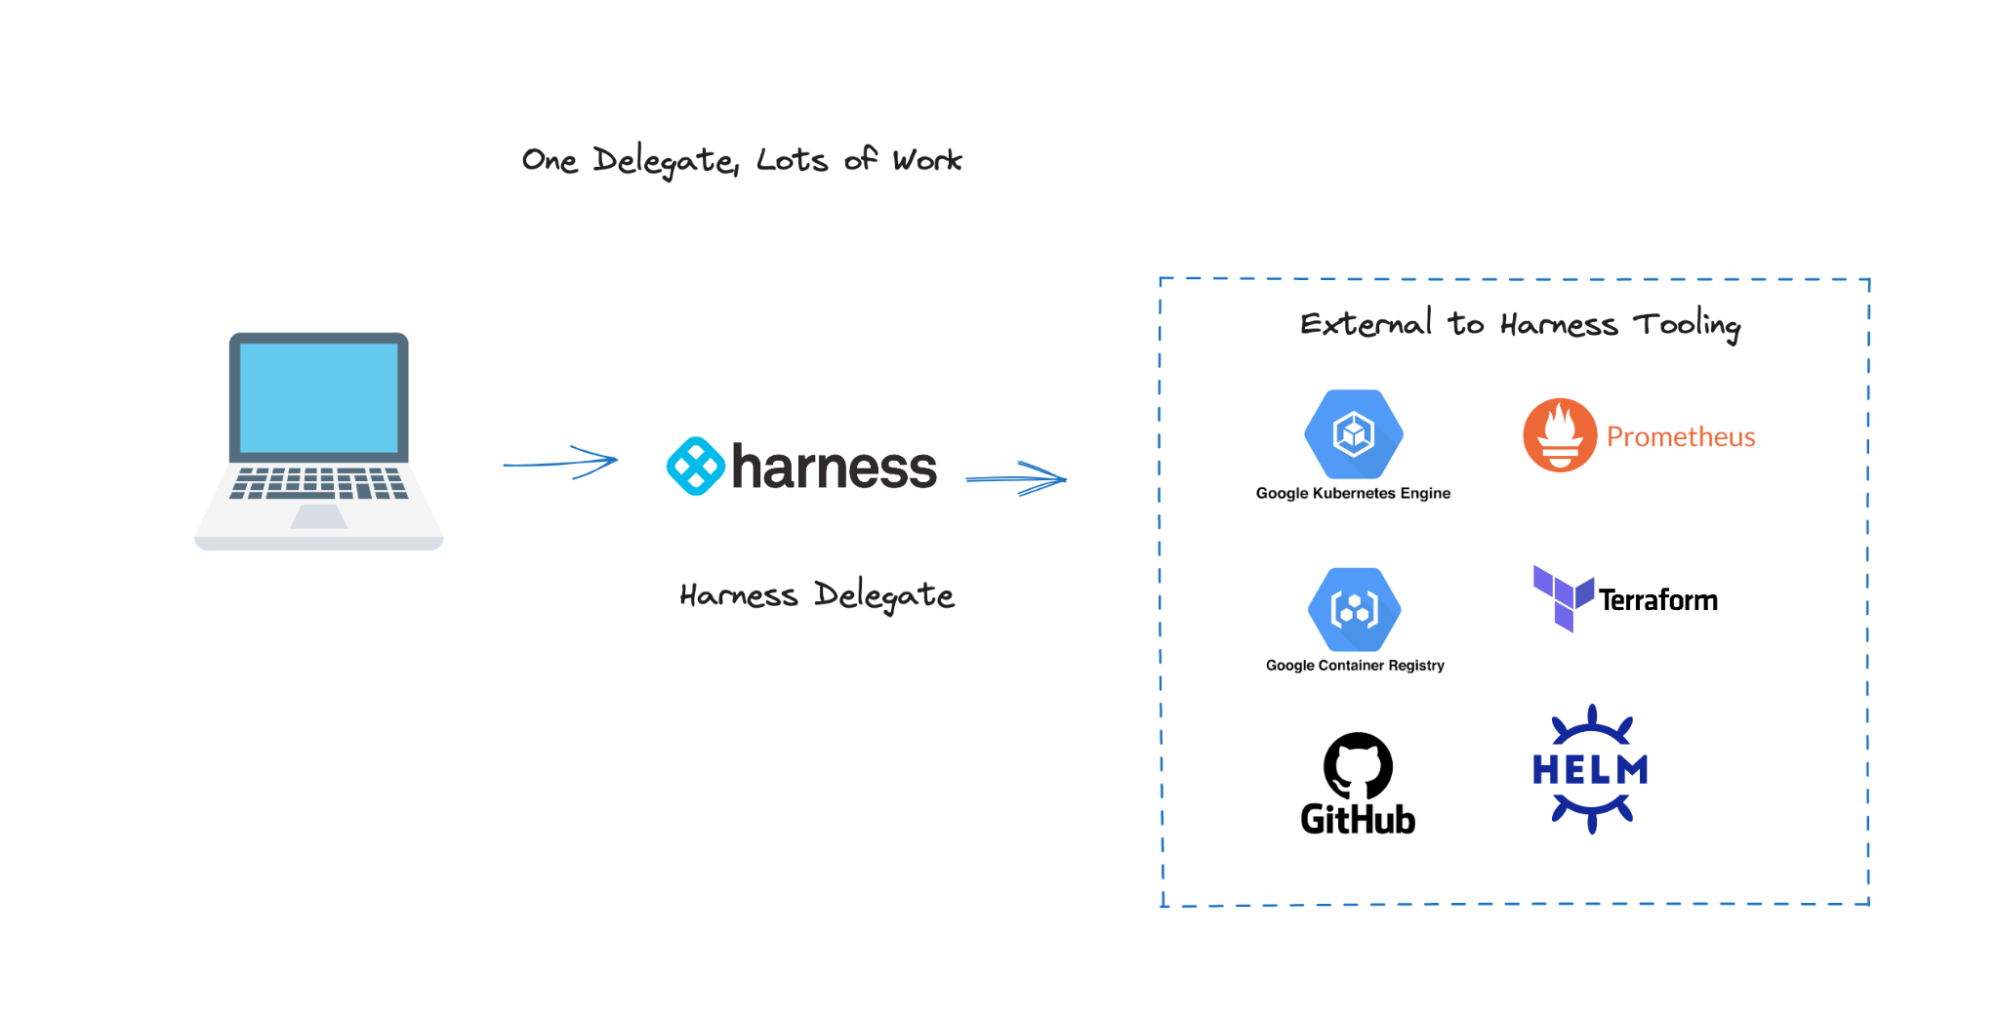 One Delegate, Lots of Work
External to Harness Tooling
harness
Harness Delegate
Google Kubernetes Engine
Prometheus
Google Container Registry
Terraform
GitHub
HELM